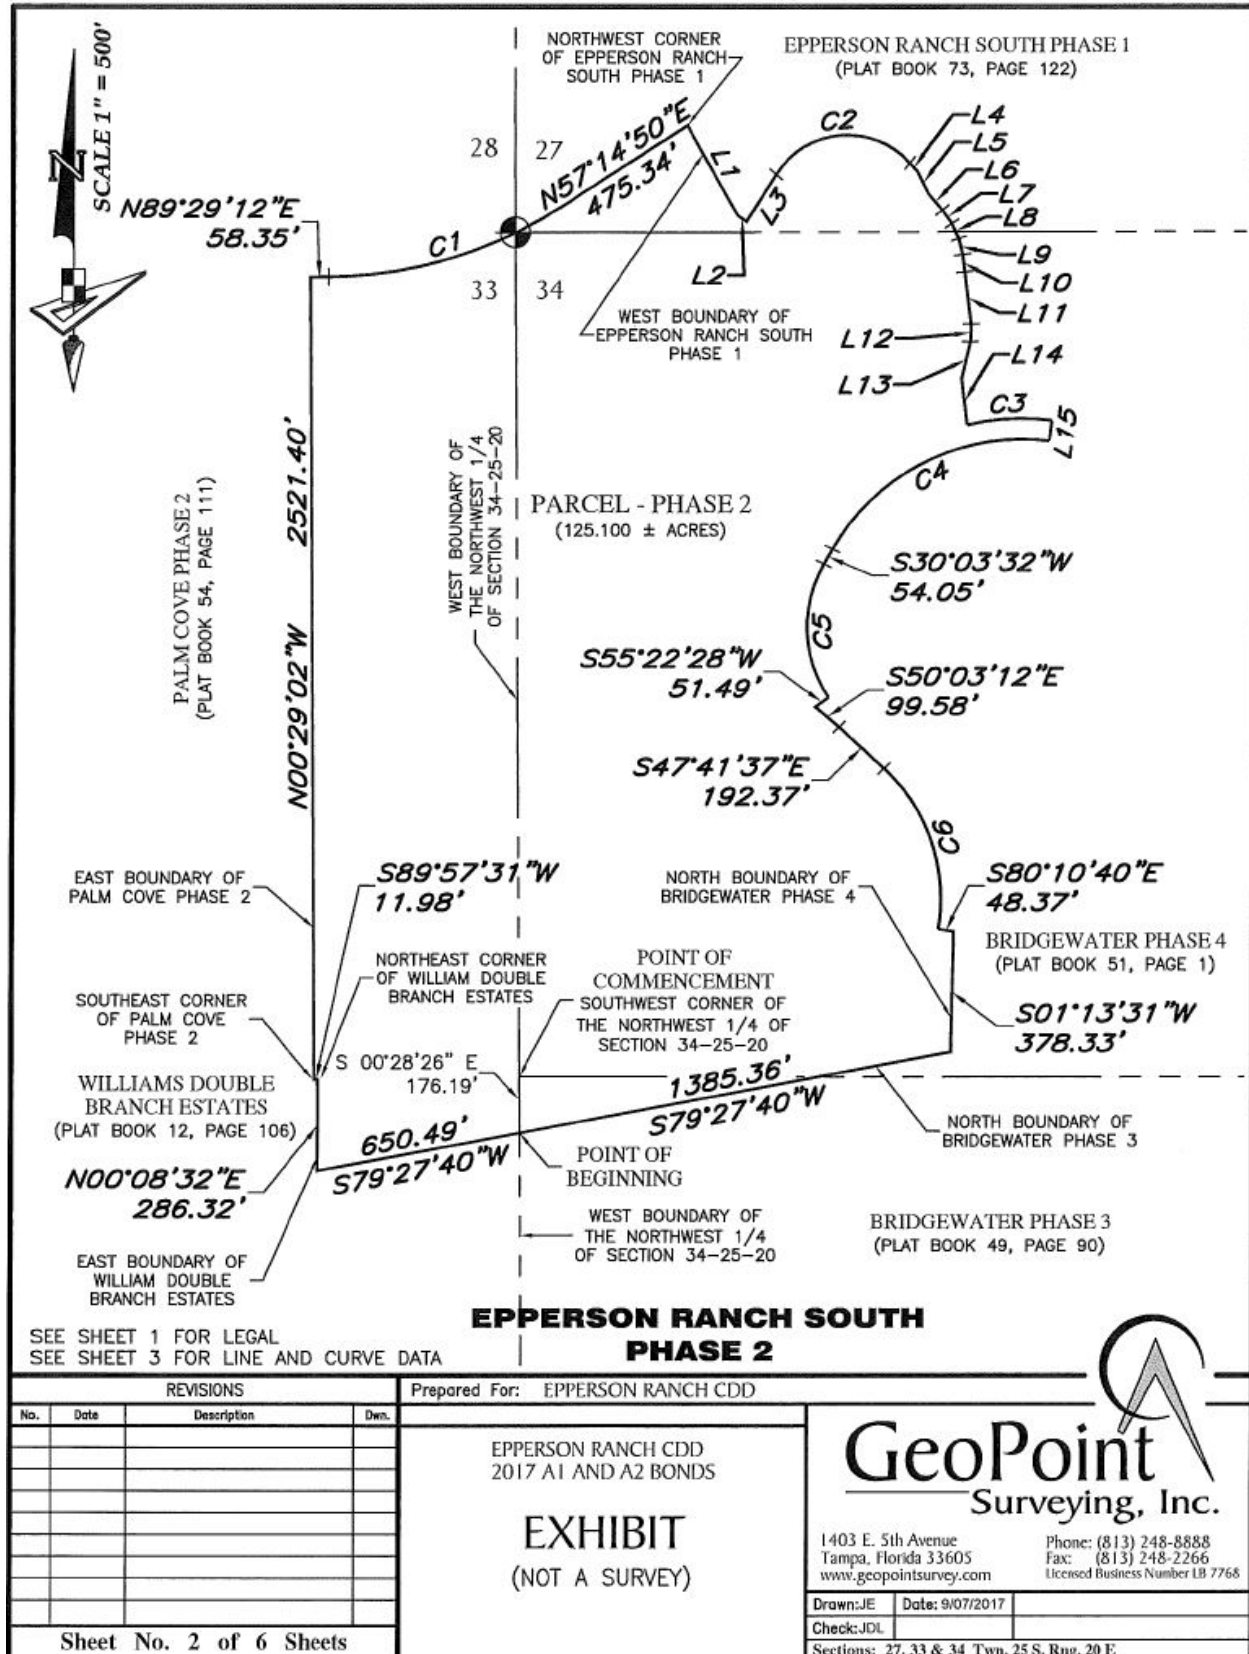 SCALE 1" = 500'
N
NORTHWEST CORNER
OF EPPERSON RANCH
SOUTH PHASE 1
EPPERSON RANCH SOUTH PHASE 1
(PLAT BOOK 73, PAGE 122)
28
27
N57°14'50"E
475.34'
L1
L3
C2
L4
L5
L6
L7
L8
L9
L10
L11
L12
L14
L13
C3
L15
C4
N89°29'12"E
58.35'
C1
33
34
L2
WEST BOUNDARY OF
EPPERSON RANCH SOUTH
PHASE 1
PALM COVE PHASE 2
(PLAT BOOK 54, PAGE 111)
N00°29'02"W
2521.40'
WEST BOUNDARY OF
THE NORTHWEST 1/4
OF SECTION 34-25-20
PARCEL - PHASE 2
(125.100 ± ACRES)
S30°03'32"W
54.05'
C5
S55°22'28"W
51.49'
S50°03'12"E
99.58'
S47°41'37"E
192.37'
C6
EAST BOUNDARY OF
PALM COVE PHASE 2
S89°57'31"W
11.98'
NORTH BOUNDARY OF
BRIDGEWATER PHASE 4
S80°10'40"E
48.37'
BRIDGEWATER PHASE 4
(PLAT BOOK 51, PAGE 1)
NORTHEAST CORNER
OF WILLIAM DOUBLE
BRANCH ESTATES
POINT OF
COMMENCEMENT
SOUTHWEST CORNER OF
THE NORTHWEST 1/4 OF
SECTION 34-25-20
SOUTHEAST CORNER
OF PALM COVE
PHASE 2
S01°13'31"W
378.33'
S 00°28'26" E
176.19'
WILLIAMS DOUBLE
BRANCH ESTATES
(PLAT BOOK 12, PAGE 106)
1385.36'
S79°27'40"W
650.49'
S79°27'40"W
NORTH BOUNDARY OF
BRIDGEWATER PHASE 3
POINT OF
BEGINNING
N00°08'32"E
286.32'
WEST BOUNDARY OF
THE NORTHWEST 1/4
OF SECTION 34-25-20
BRIDGEWATER PHASE 3
(PLAT BOOK 49, PAGE 90)
EAST BOUNDARY OF
WILLIAM DOUBLE
BRANCH ESTATES
EPPERSON RANCH SOUTH
PHASE 2
SEE SHEET 1 FOR LEGAL
SEE SHEET 3 FOR LINE AND CURVE DATA
REVISIONS
No. Date Description Dwn.
Sheet No. 2 of 6 Sheets
Prepared For: EPPERSON RANCH CDD
EPPERSON RANCH CDD
2017 A1 AND A2 BONDS
EXHIBIT
(NOT A SURVEY)
GeoPoint
Surveying, Inc.
1403 E. 5th Avenue
Tampa, Florida 33605
www.geopointsurvey.com
Phone: (813) 248-8888
Fax: (813) 248-2266
Licensed Business Number LB 7768
Drawn:JE Date: 9/07/2017
Check:JDL
Sections: 27, 33 & 34 Twn. 25 S. Rng. 20 E.